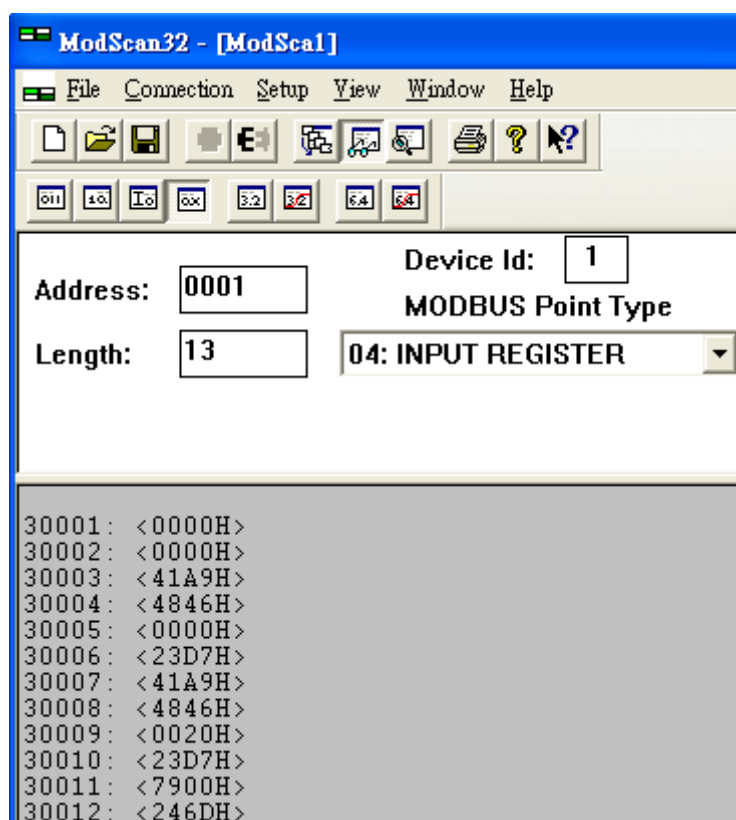 ModScan32 - [ModSca1]
File Connection Setup View Window Help
Address: 0001
Device Id: 1
MODBUS Point Type
Length: 13
04: INPUT REGISTER
30001: <0000H>
30002: <0000H>
30003: <41A9H>
30004: <4846H>
30005: <0000H>
30006: <23D7H>
30007: <41A9H>
30008: <4846H>
30009: <0020H>
30010: <23D7H>
30011: <7900H>
30012: <246DH>